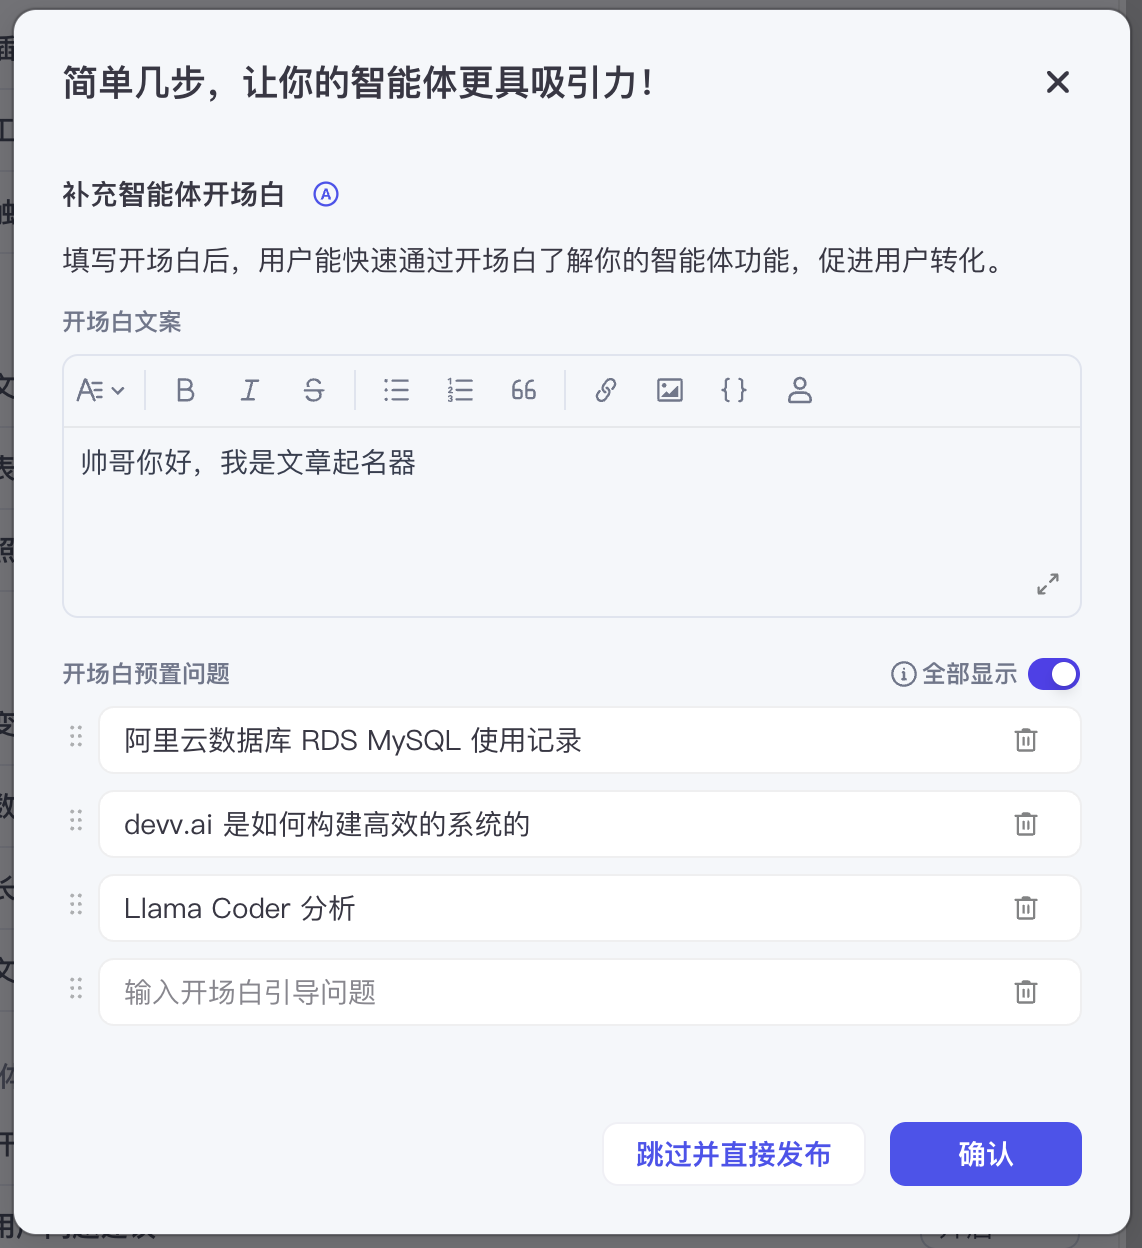 简单几步，让你的智能体更具吸引力！
补充智能体开场白 A
填写开场白后，用户能快速通过开场白了解你的智能体功能，促进用户转化。
开场白文案
帅哥你好，我是文章起名器
开场白预置问题 全部显示
阿里云数据库 RDS MySQL 使用记录
devv.ai 是如何构建高效的系统的
Llama Coder 分析
输入开场白引导问题
跳过并直接发布 确认